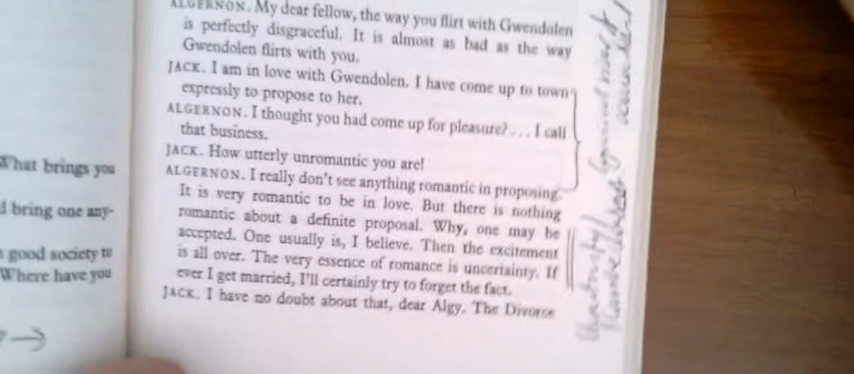 What brings you
bring one any-
good society to
Where have you
ALGERNON. My dear fellow, the way you flirt with Gwendolen
is perfectly disgraceful. It is almost as bad as the way
Gwendolen flirts with you.
JACK. I am in love with Gwendolen. I have come up to town
expressly to propose to her.
ALGERNON. I thought you had come up for pleasure? . . . I call
that business.
JACK. How utterly unromantic you are!
ALGERNON. I really don't see anything romantic in proposing.
It is very romantic to be in love. But there is nothing
romantic about a definite proposal. Why, one may be
accepted. One usually is, I believe. Then the excitement
is all over. The very essence of romance is uncertainty. If
ever I get married, I'll certainly try to forget the fact.
JACK. I have no doubt about that, dear Algy. The Divorce